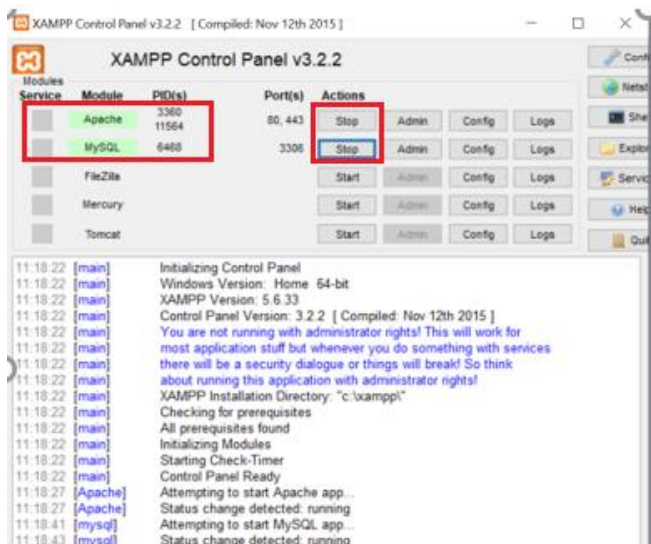 XAMPP Control Panel v3.2.2 [ Compiled: Nov 12th 2015 ]
XAMPP Control Panel v3.2.2
Modules
Service Module PID(s) Port(s) Actions
Apache 3360 11564 80, 443 Stop Admin Config Logs
MySQL 6468 3306 Stop Admin Config Logs
FileZilla Start Admin Config Logs
Mercury Start Admin Config Logs
Tomcat Start Admin Config Logs
Confi
Netst
She
Explor
Servic
Help
Quit
11:18:22 [main] Initializing Control Panel
11:18:22 [main] Windows Version: Home 64-bit
11:18:22 [main] XAMPP Version: 5.6.33
11:18:22 [main] Control Panel Version: 3.2.2 [ Compiled: Nov 12th 2015 ]
11:18:22 [main] You are not running with administrator rights! This will work for
11:18:22 [main] most application stuff but whenever you do something with services
11:18:22 [main] there will be a security dialogue or things will break! So think
11:18:22 [main] about running this application with administrator rights!
11:18:22 [main] XAMPP Installation Directory: "c:\xampp\"
11:18:22 [main] Checking for prerequisites
11:18:22 [main] All prerequisites found
11:18:22 [main] Initializing Modules
11:18:22 [main] Starting Check-Timer
11:18:22 [main] Control Panel Ready
11:18:27 [Apache] Attempting to start Apache app...
11:18:27 [Apache] Status change detected: running
11:18:41 [mysql] Attempting to start MySQL app...
11:18:43 [mysql] Status change detected: running